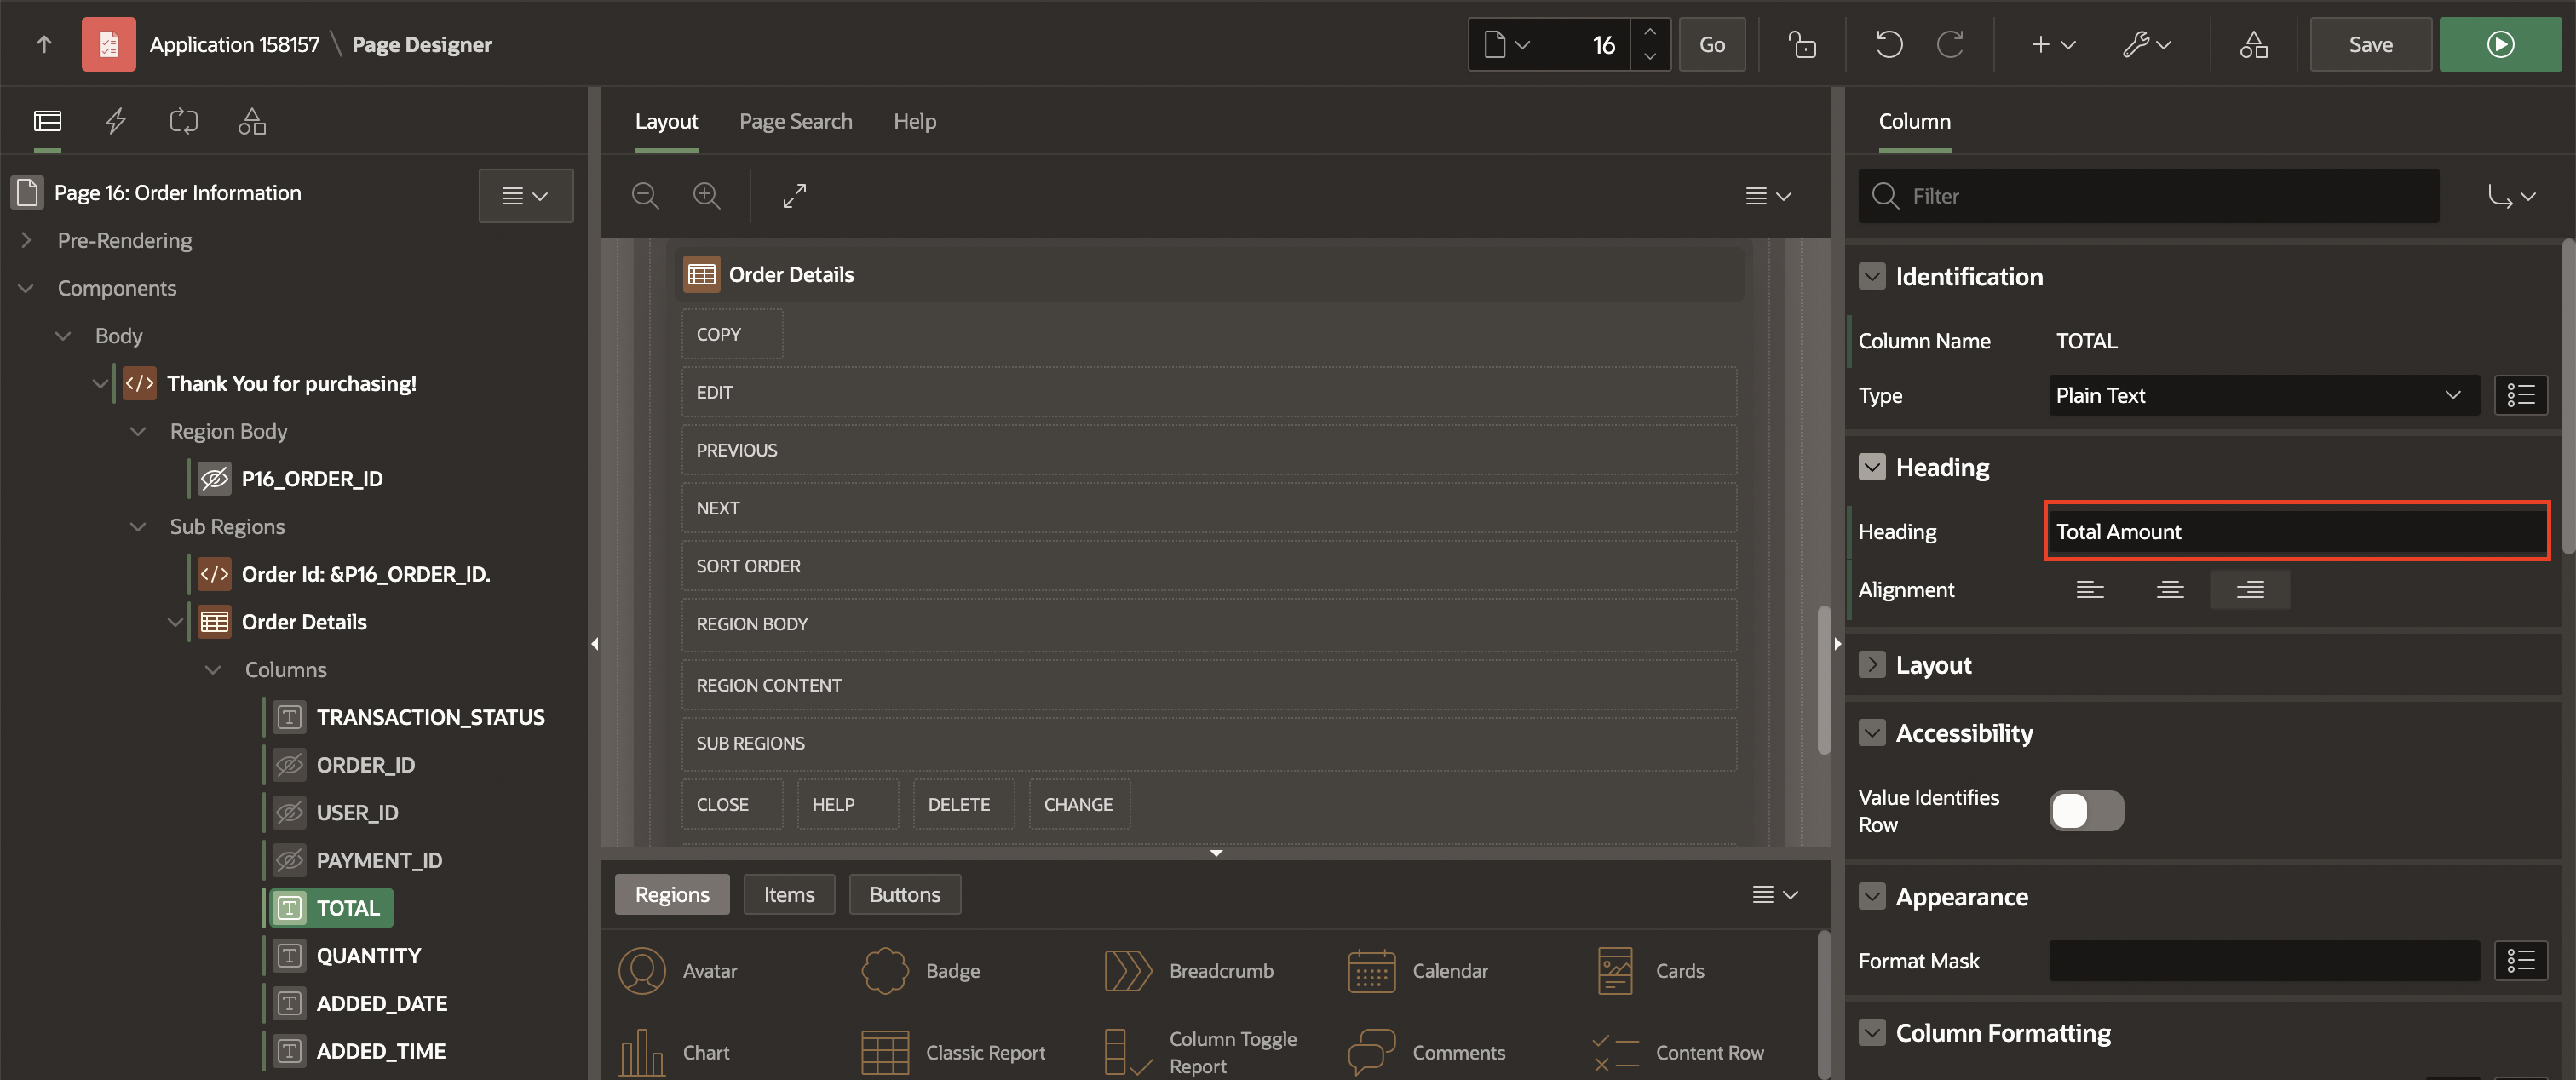 Application 158157 \ Page Designer
16
Go
Save
Layout
Page Search
Help
Column
Page 16: Order Information
Pre-Rendering
Components
Body
</> Thank You for purchasing!
Region Body
P16_ORDER_ID
Sub Regions
</> Order Id: &P16_ORDER_ID.
Order Details
Columns
T TRANSACTION_STATUS
ORDER_ID
USER_ID
PAYMENT_ID
T TOTAL
T QUANTITY
T ADDED_DATE
T ADDED_TIME
Order Details
COPY
EDIT
PREVIOUS
NEXT
SORT ORDER
REGION BODY
REGION CONTENT
SUB REGIONS
CLOSE HELP DELETE CHANGE
Regions Items Buttons
Avatar Badge Breadcrumb Calendar Cards
Chart Classic Report Column Toggle Report Comments Content Row
Filter
Identification
Column Name TOTAL
Type Plain Text
Heading
Heading Total Amount
Alignment
Layout
Accessibility
Value Identifies
Row
Appearance
Format Mask
Column Formatting